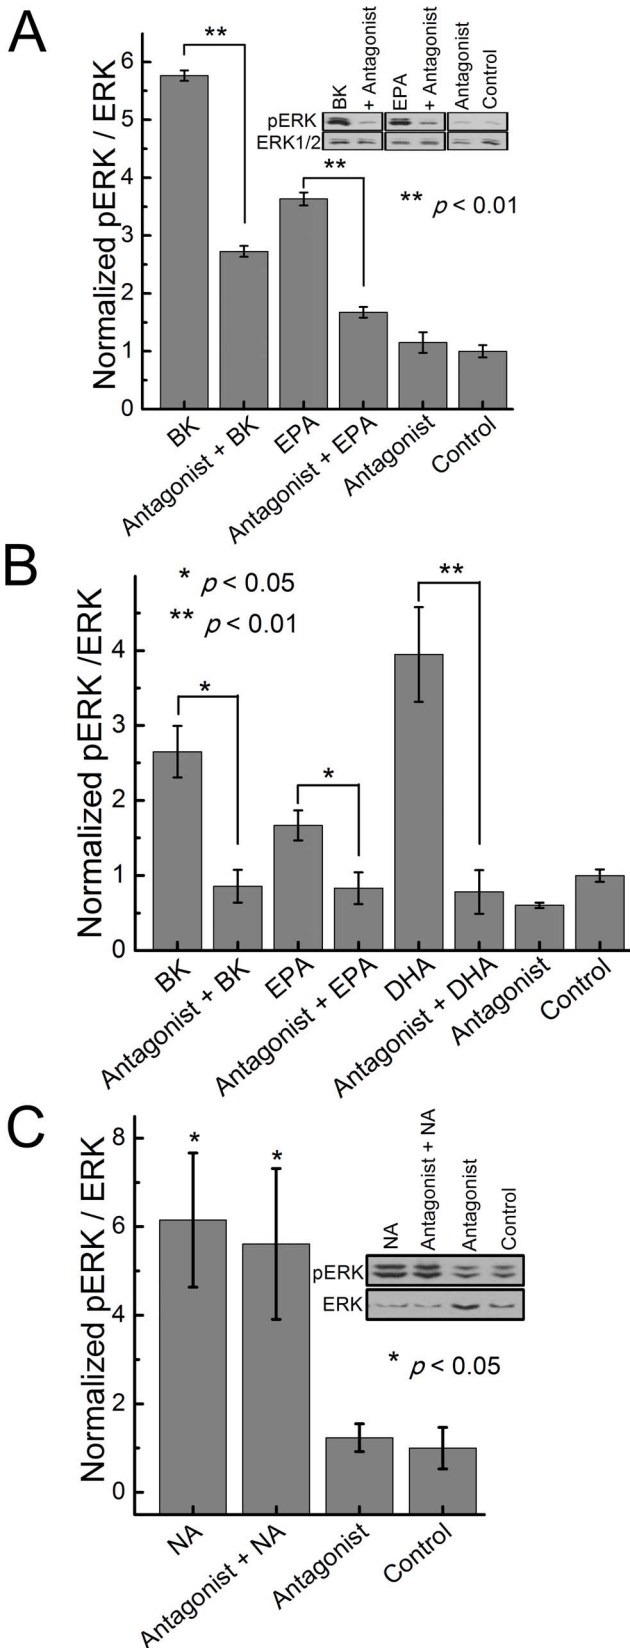 A
**
BK
+ Antagonist
EPA
+ Antagonist
Antagonist
Control
pERK
ERK1/2
**
** p < 0.01
Normalized pERK / ERK
6
5
4
3
2
1
0
BK
Antagonist + BK
EPA
Antagonist + EPA
Antagonist
Control
B
* p < 0.05
** p < 0.01
**
*
*
Normalized pERK /ERK
4
3
2
1
0
BK
Antagonist + BK
EPA
Antagonist + EPA
DHA
Antagonist + DHA
Antagonist
Control
C
*
*
NA
Antagonist + NA
Antagonist
Control
pERK
ERK
* p < 0.05
Normalized pERK / ERK
8
6
4
2
0
NA
Antagonist + NA
Antagonist
Control